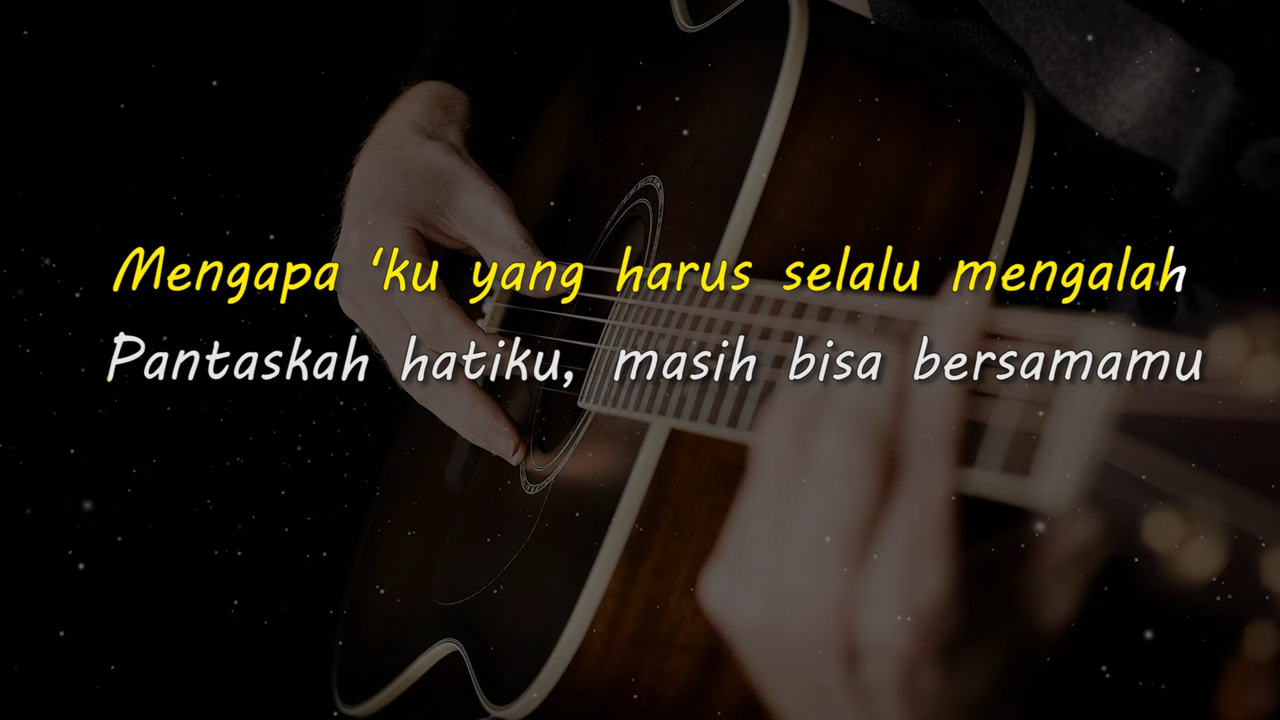 Mengapa ‘ku yang harus selalu mengalah
Pantaskah hatiku, masih bisa bersamamu